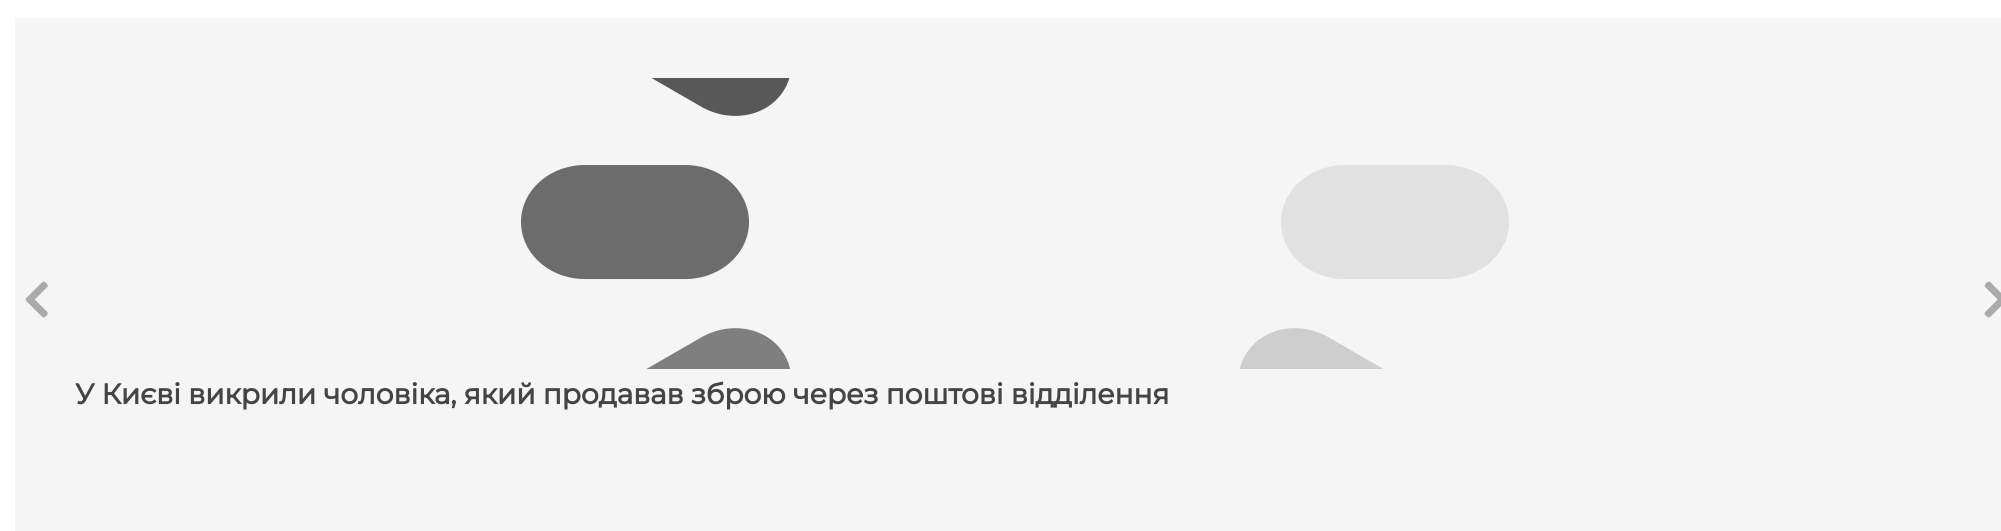 У Києві викрили чоловіка, який продавав зброю через поштові відділення